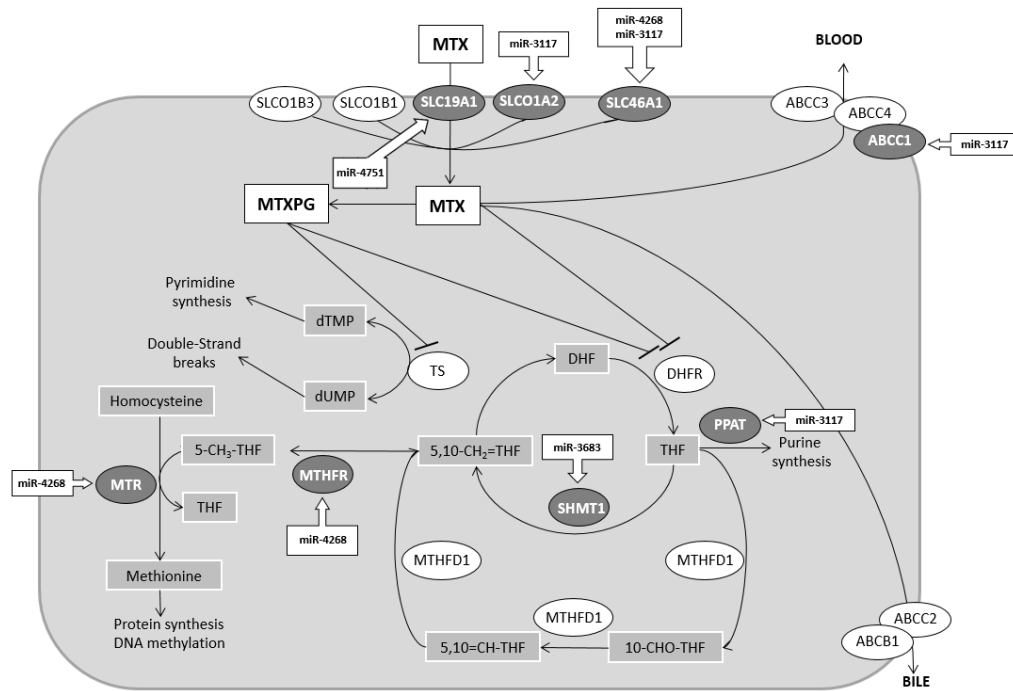 miR-4268
miR-3117
miR-3117
MTX
BLOOD
SLCO1B3
SLCO1B1
SLC19A1
SLCO1A2
SLC46A1
ABCC3
ABCC4
ABCC1
miR-3117
miR-4751
MTXPG
MTX
Pyrimidine
synthesis
dTMP
Double-Strand
breaks
TS
DHF
DHFR
dUMP
Homocysteine
PPAT
miR-3117
5-CH₃-THF
5,10-CH₂=THF
miR-3683
THF
Purine
synthesis
miR-4268
MTR
MTHFR
THF
SHMT1
miR-4268
MTHFD1
MTHFD1
Methionine
MTHFD1
Protein synthesis
DNA methylation
5,10=CH-THF
10-CHO-THF
ABCC2
ABCB1
BILE